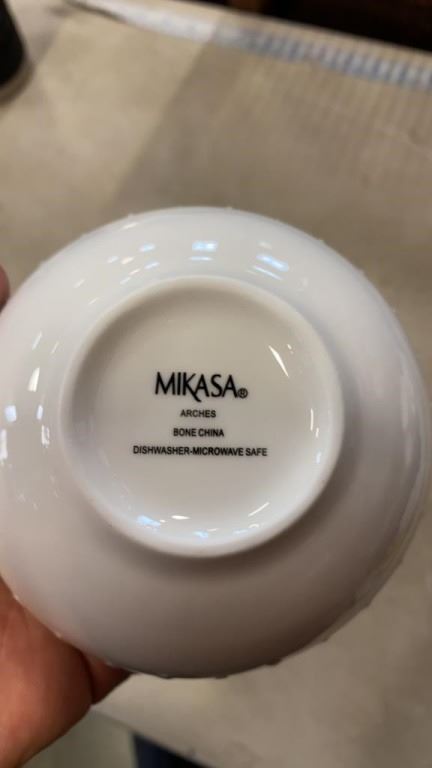 MIKASA®
ARCHES
BONE CHINA
DISHWASHER-MICROWAVE SAFE